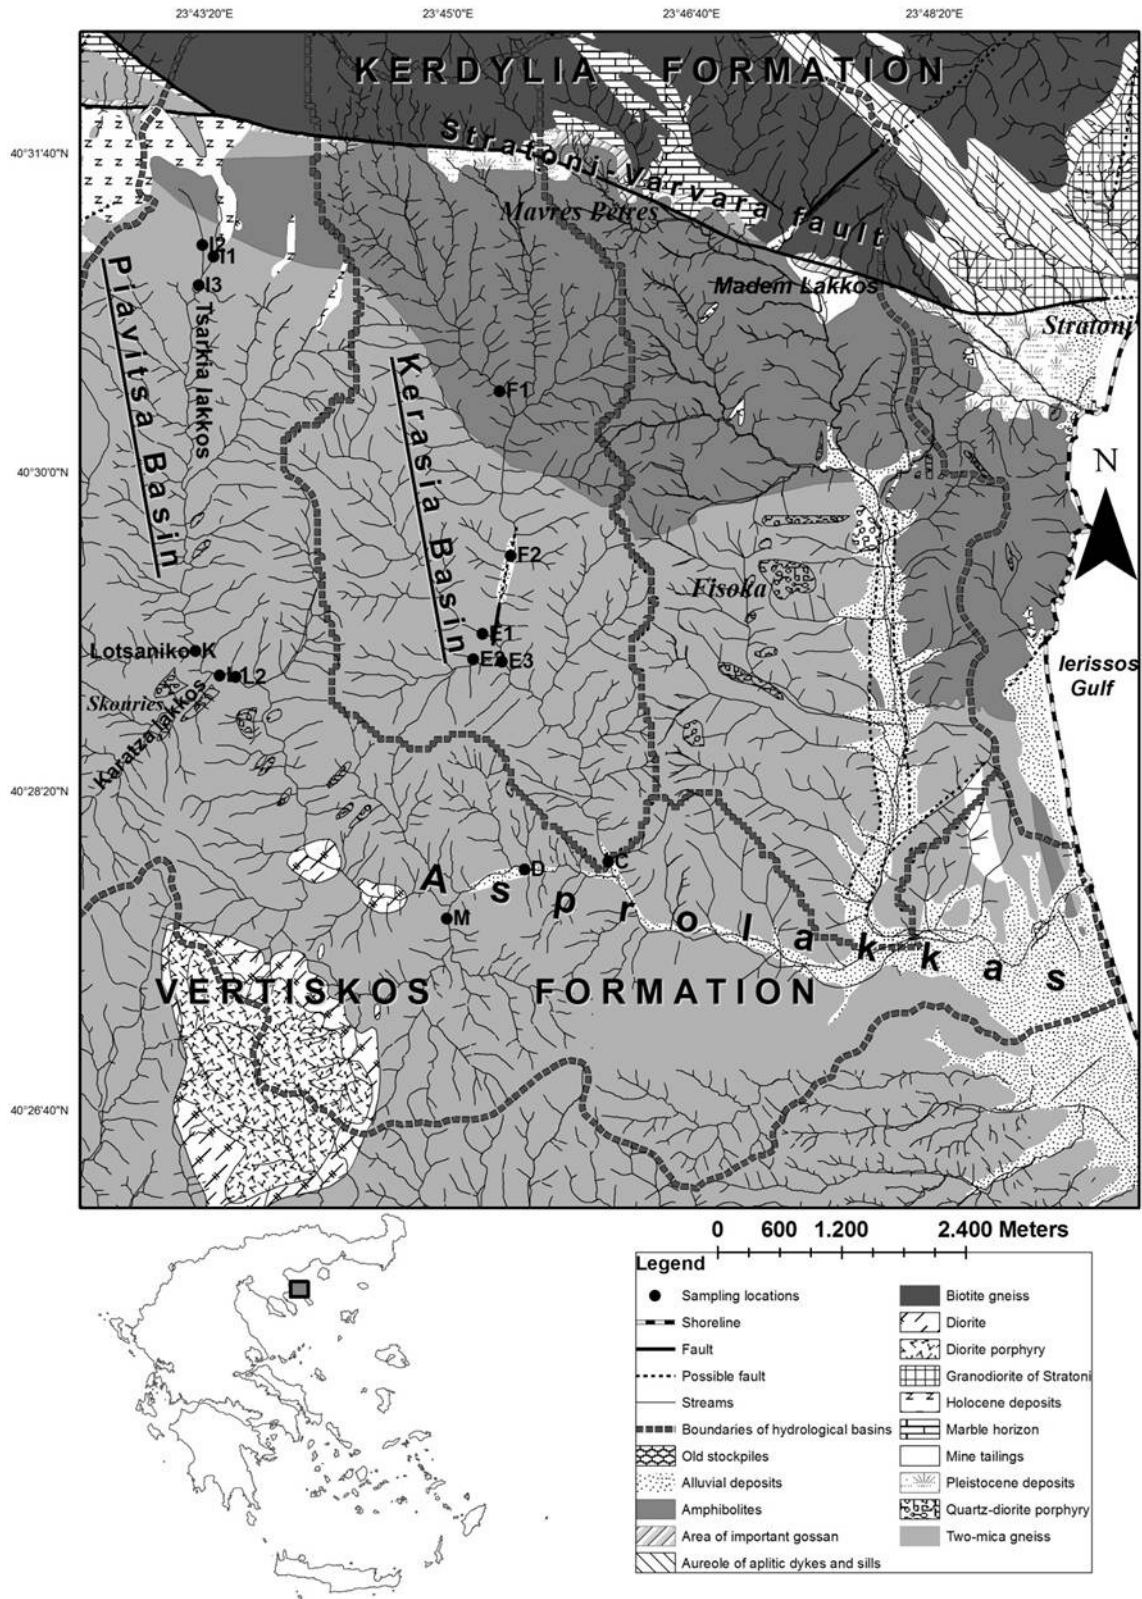 23°43'20"E 23°45'0"E 23°46'40"E 23°48'20"E
KERDYLIA FORMATION
40°31'40"N
Stratoni-Varvara fault
Mavres Petres
I2
I1
I3
Madem Lakkos
Stratoni
Piavitsa Basin
Tsarkia lakkos
Kerasia Basin
F1
40°30'0"N
N
F2
Fisoka
E1
E2
E3
Lotsaniko
K
L2
Skouries
Karatza lakkos
Ierissos
Gulf
40°28'20"N
C
D
M
Asprolakkas
VERTISKOS FORMATION
40°26'40"N
0 600 1.200 2.400 Meters
Legend
Sampling locations
Shoreline
Fault
Possible fault
Streams
Boundaries of hydrological basins
Old stockpiles
Alluvial deposits
Amphibolites
Area of important gossan
Aureole of aplitic dykes and sills
Biotite gneiss
Diorite
Diorite porphyry
Granodiorite of Stratoni
Holocene deposits
Marble horizon
Mine tailings
Pleistocene deposits
Quartz-diorite porphyry
Two-mica gneiss